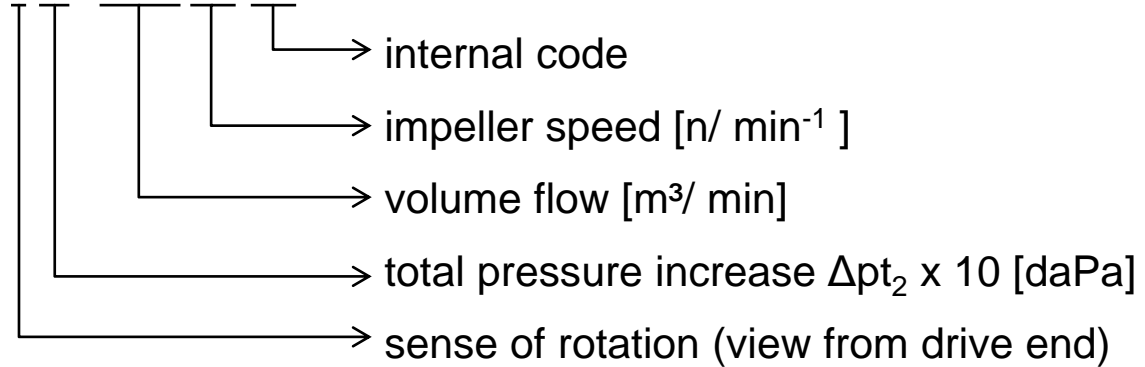 internal code
impeller speed [n/ min⁻¹ ]
volume flow [m³/ min]
total pressure increase Δpt₂ x 10 [daPa]
sense of rotation (view from drive end)